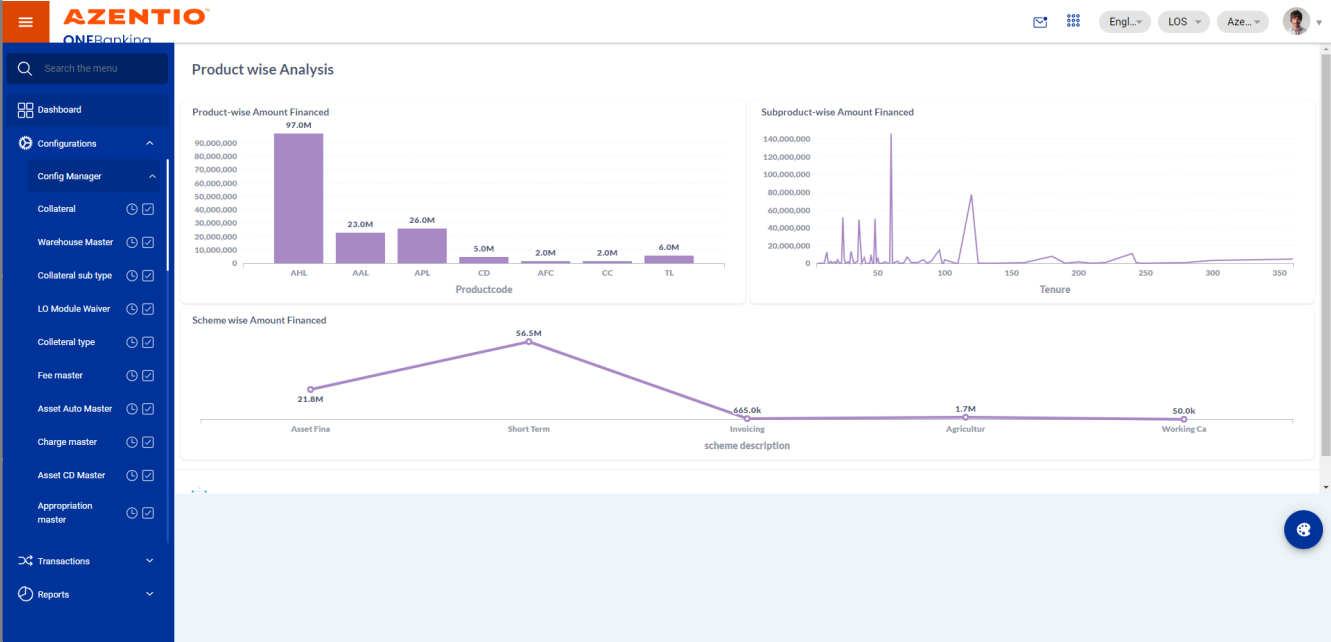 AZENTIO
ONEBanking
Engl...
LOS
Aze...
Search the menu
Dashboard
Configurations
Config Manager
Collateral
Warehouse Master
Collateral sub type
LO Module Waiver
Colleteral type
Fee master
Asset Auto Master
Charge master
Asset CD Master
Appropriation
master
Transactions
Reports
Product wise Analysis
Product-wise Amount Financed
97.0M
90,000,000
80,000,000
70,000,000
60,000,000
50,000,000
40,000,000
30,000,000
20,000,000
10,000,000
0
23.0M
26.0M
5.0M
2.0M
2.0M
6.0M
AHL AAL APL CD AFC CC TL
Productcode
Subproduct-wise Amount Financed
140,000,000
120,000,000
100,000,000
80,000,000
60,000,000
40,000,000
20,000,000
0
50 100 150 200 250 300 350
Tenure
Scheme wise Amount Financed
56.5M
21.8M
665.0k
1.7M
50.0k
Asset Fina Short Term Invoicing Agricultur Working Ca
scheme description